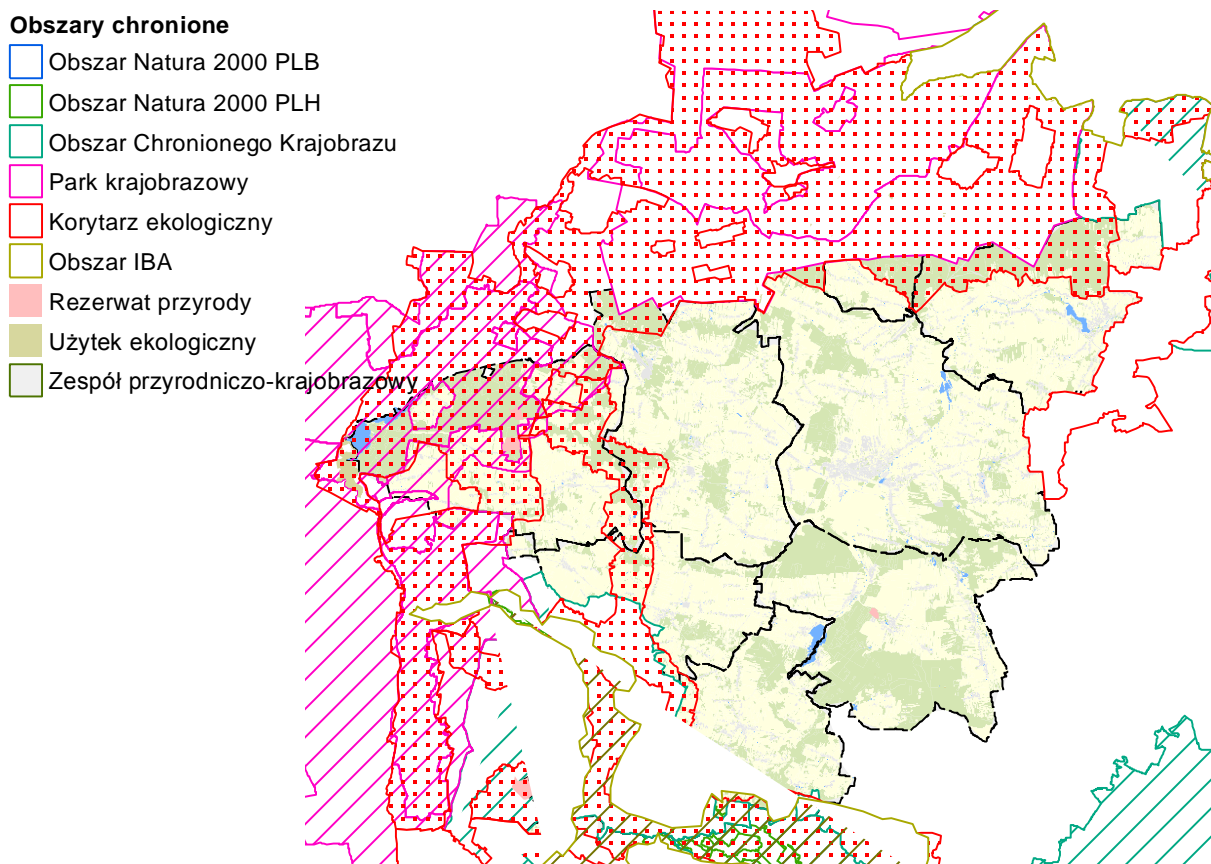 Obszary chronione
Obszar Natura 2000 PLB
Obszar Natura 2000 PLH
Obszar Chronionego Krajobrazu
Park krajobrazowy
Korytarz ekologiczny
Obszar IBA
Rezerwat przyrody
Użytek ekologiczny
Zespół przyrodniczo-krajobrazowy